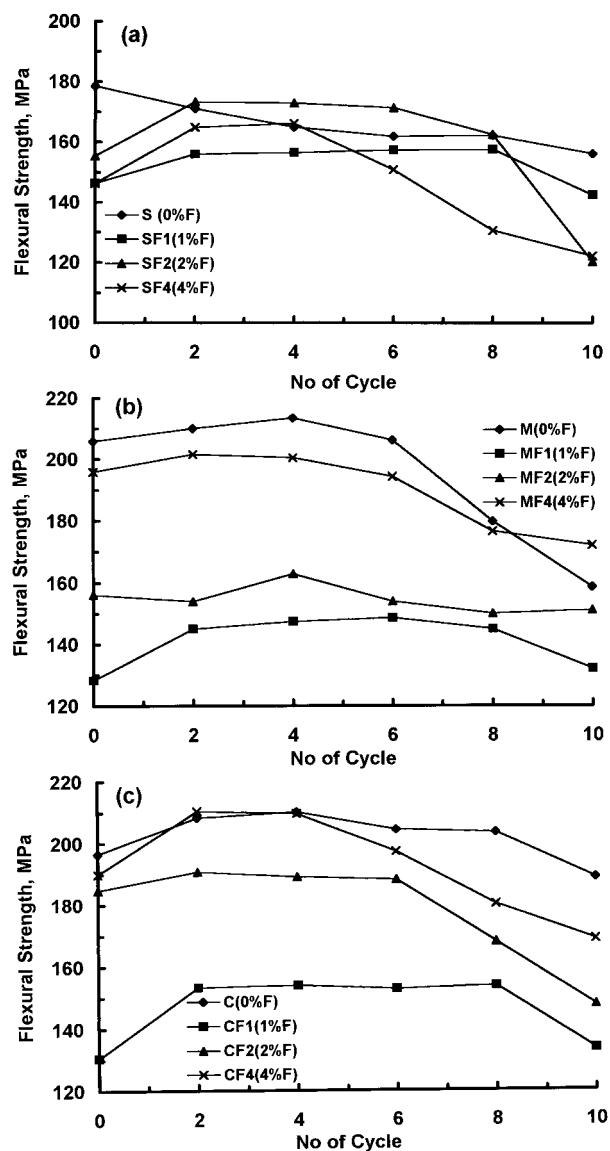 (a)
200
180
160
140
120
100
Flexural Strength, MPa
S (0%F)
SF1(1%F)
SF2(2%F)
SF4(4%F)
0 2 4 6 8 10
No of Cycle
(b)
220
210
200
180
160
140
120
Flexural Strength, MPa
M(0%F)
MF1(1%F)
MF2(2%F)
MF4(4%F)
0 2 4 6 8 10
No of Cycle
(c)
220
200
180
160
140
120
Flexural Strength, MPa
C(0%F)
CF1(1%F)
CF2(2%F)
CF4(4%F)
0 2 4 6 8 10
No of Cycle